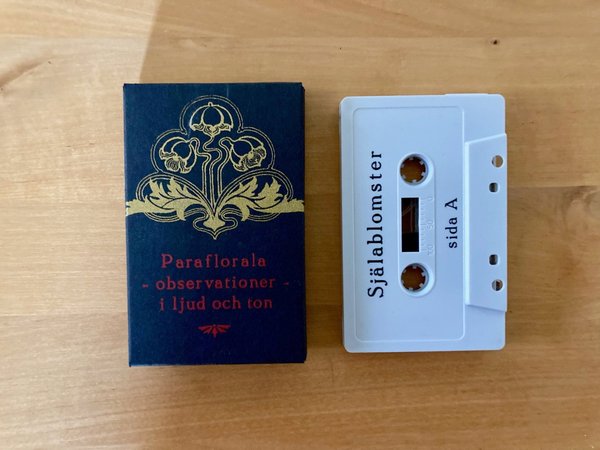 Paraflorala
- observationer -
i ljud och ton
Själablomster
sida A